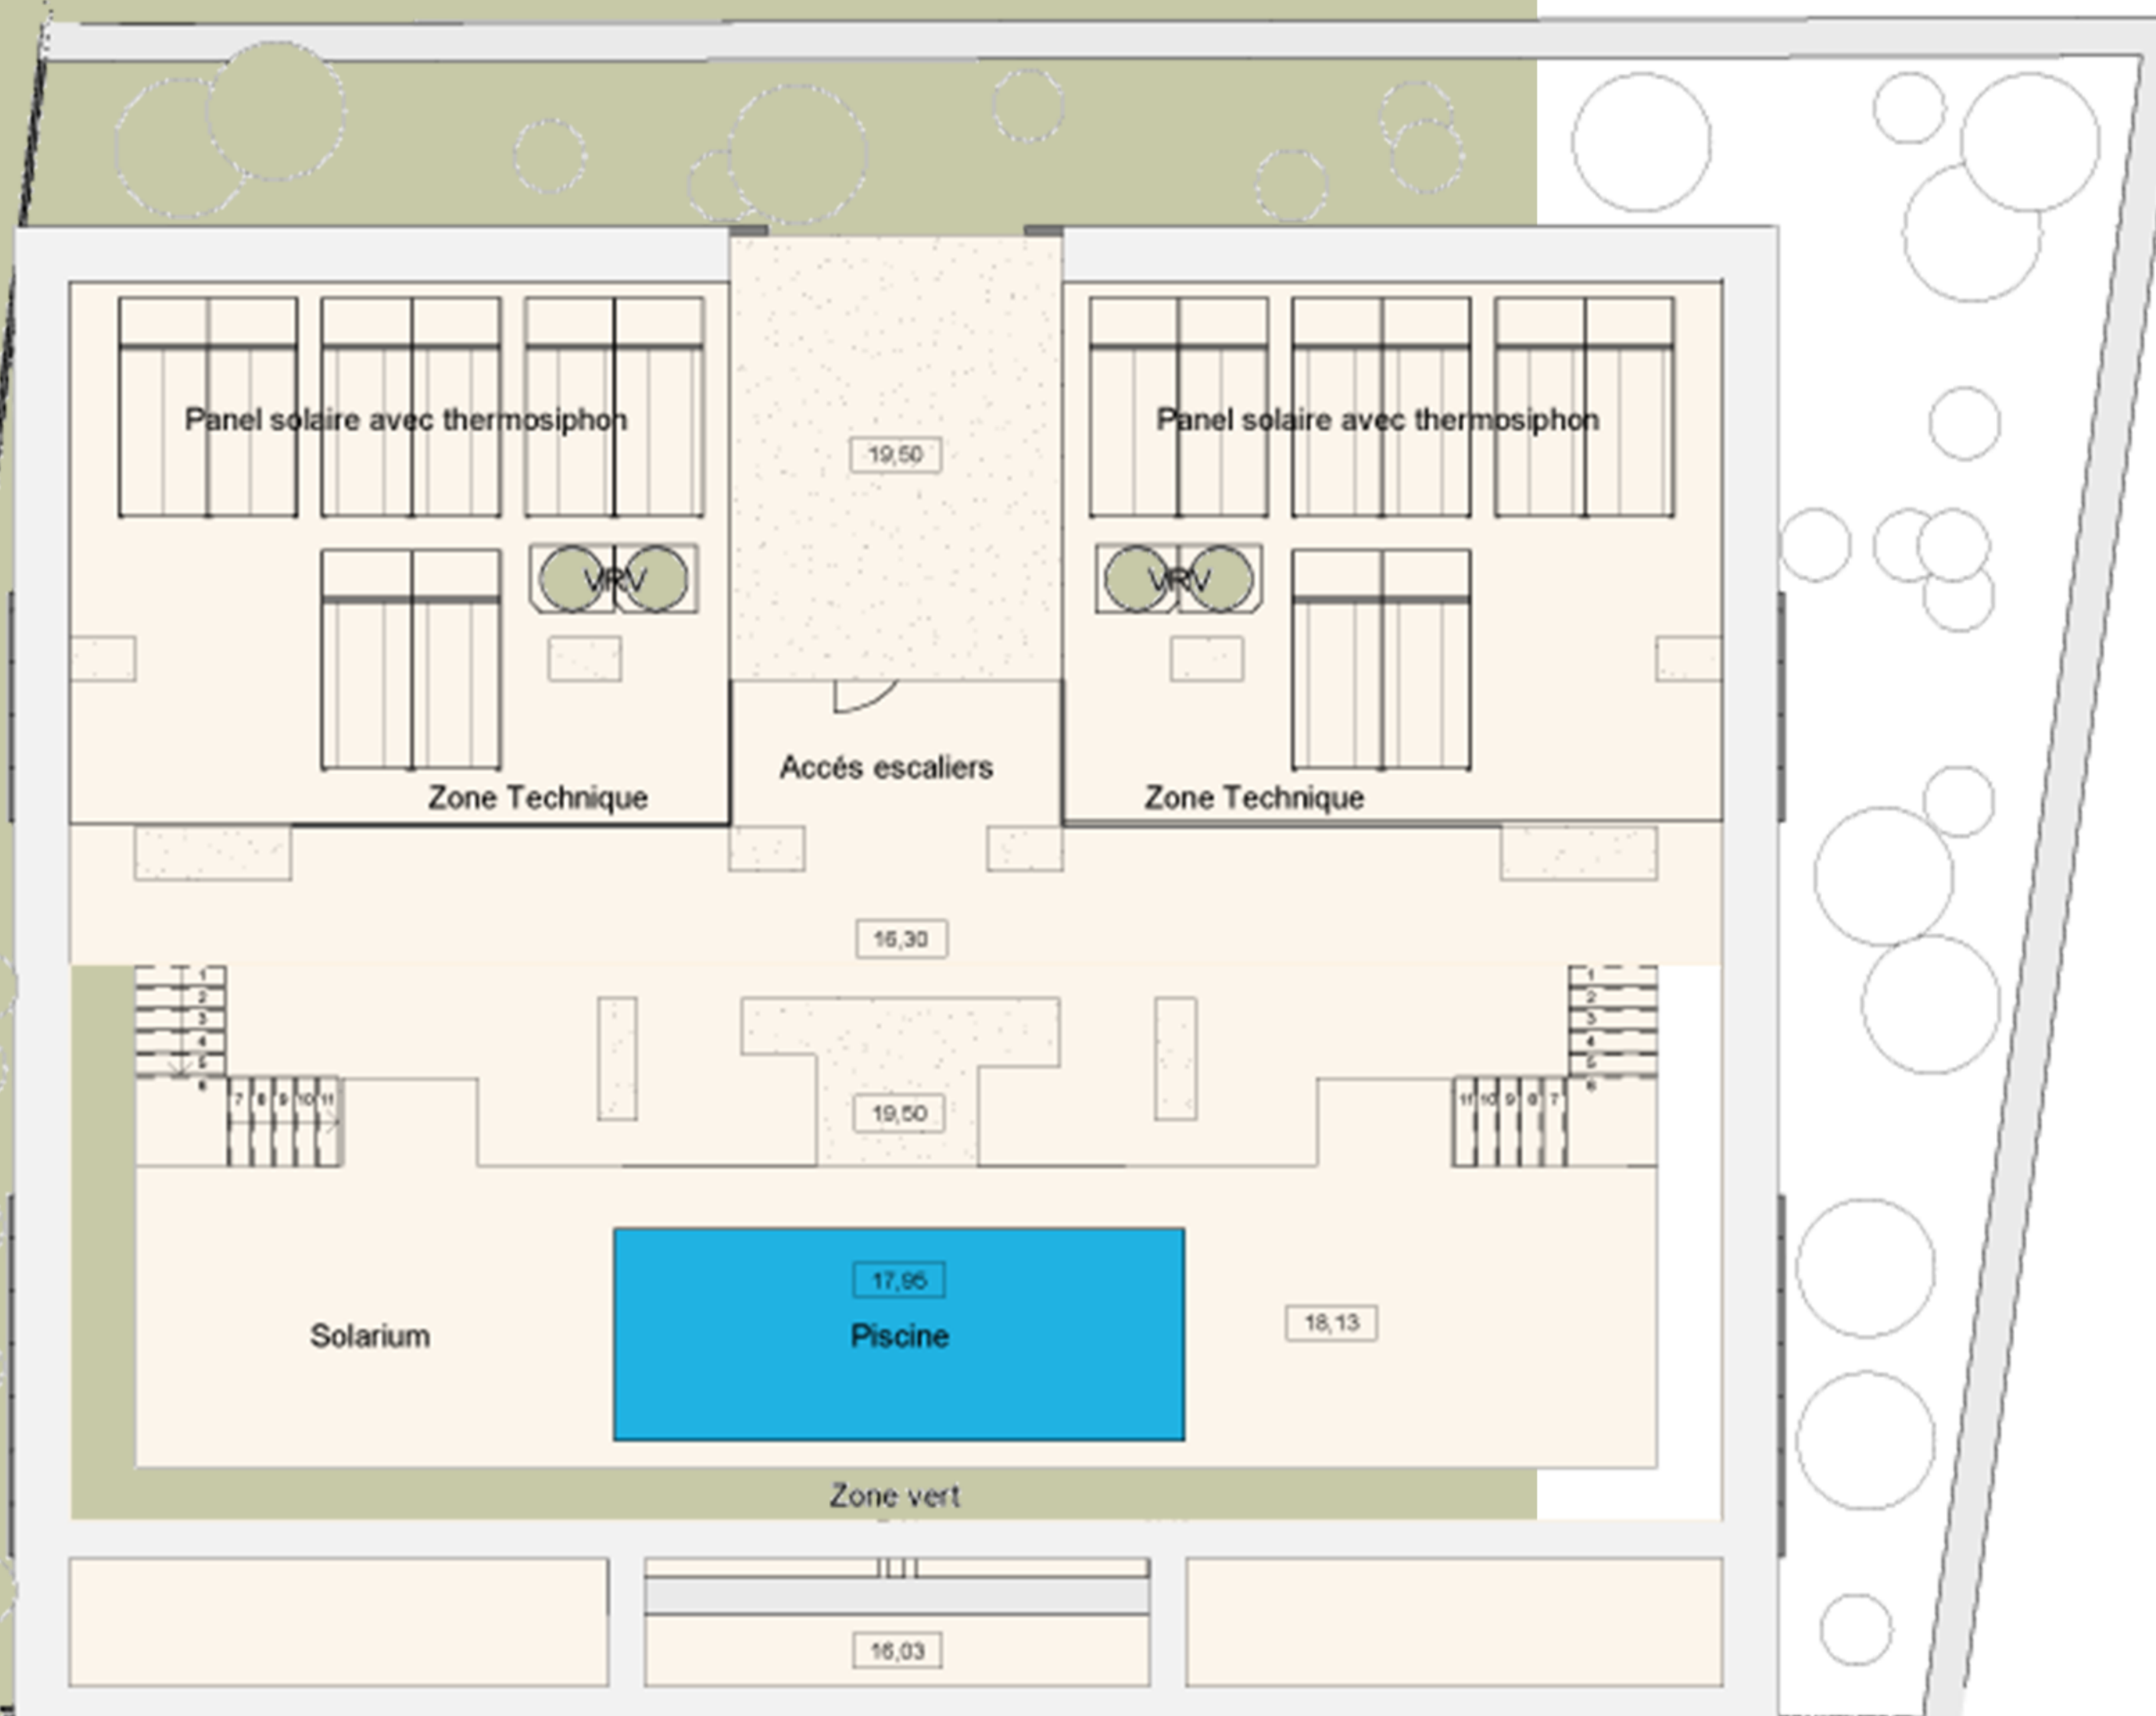 Panel solaire avec thermosiphon
Panel solaire avec thermosiphon
19,50
VRV
VRV
Accés escaliers
Zone Technique
Zone Technique
16,30
1
2
3
4
5
6
7 8 9 10 11
1
2
3
4
5
6
11 10 9 8 7
19,50
17,95
Piscine
Solarium
18,13
Zone vert
16,03